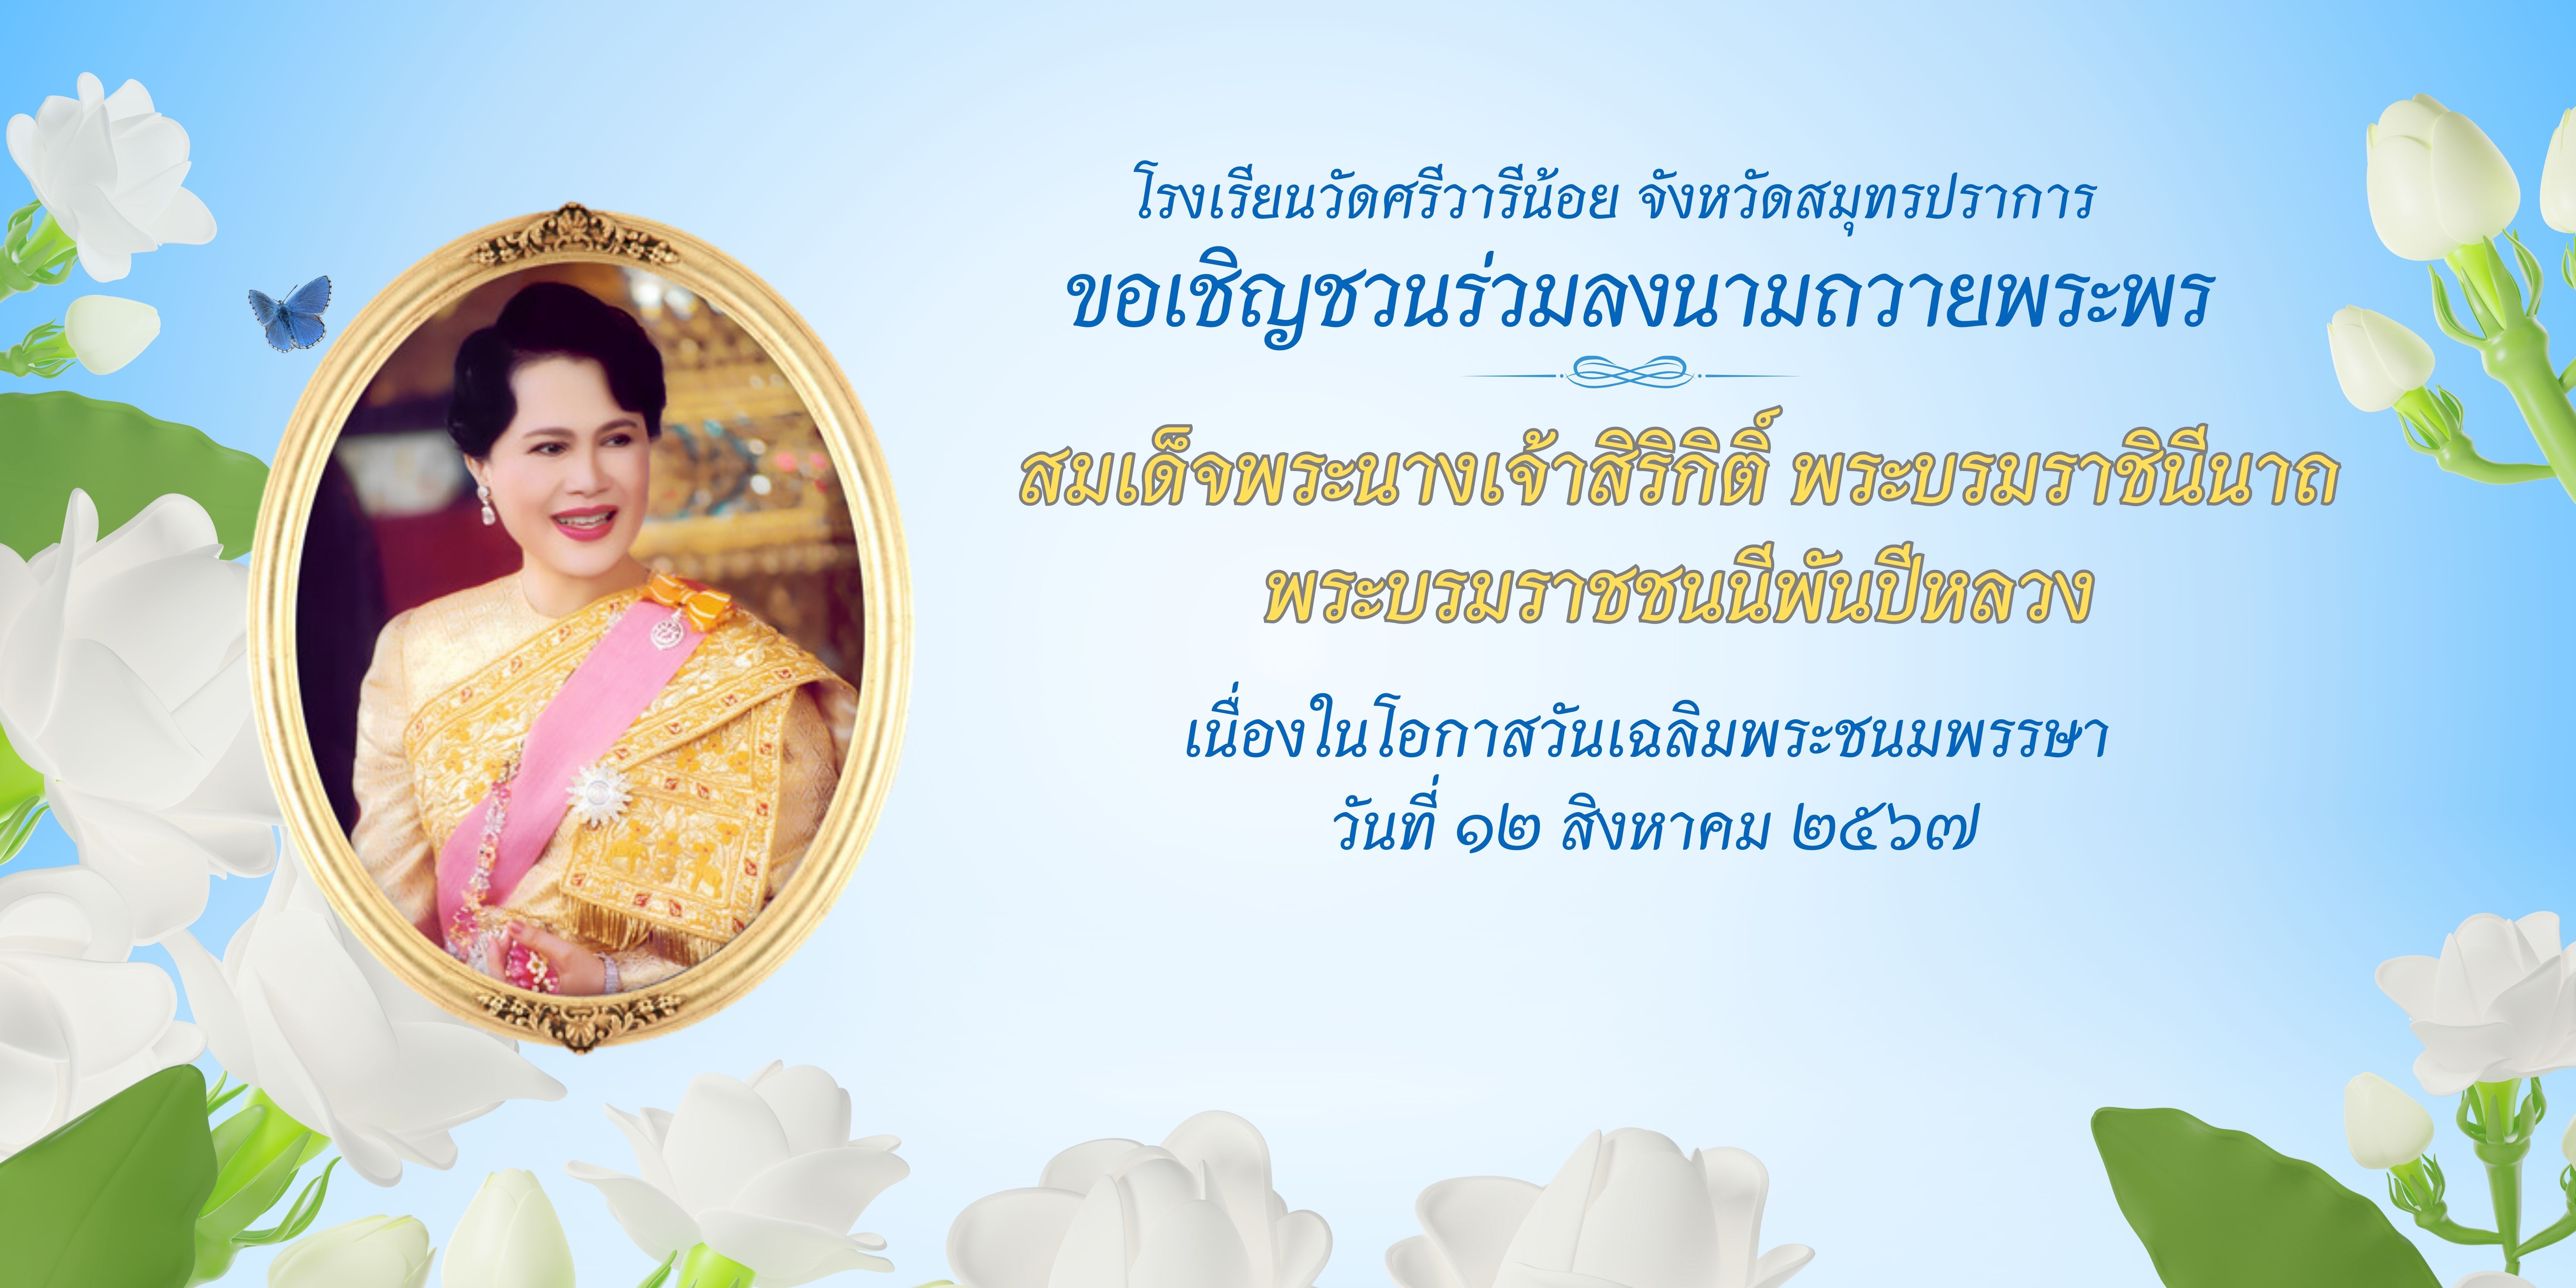 โรงเรียนวัดศรีวารีน้อย จังหวัดสมุทรปราการ
ขอเชิญชวนร่วมลงนามถวายพระพร
สมเด็จพระนางเจ้าสิริกิติ์ พระบรมราชินีนาถ
พระบรมราชชนนีพันปีหลวง
เนื่องในโอกาสวันเฉลิมพระชนมพรรษา
วันที่ ๑๒ สิงหาคม ๒๕๖๗